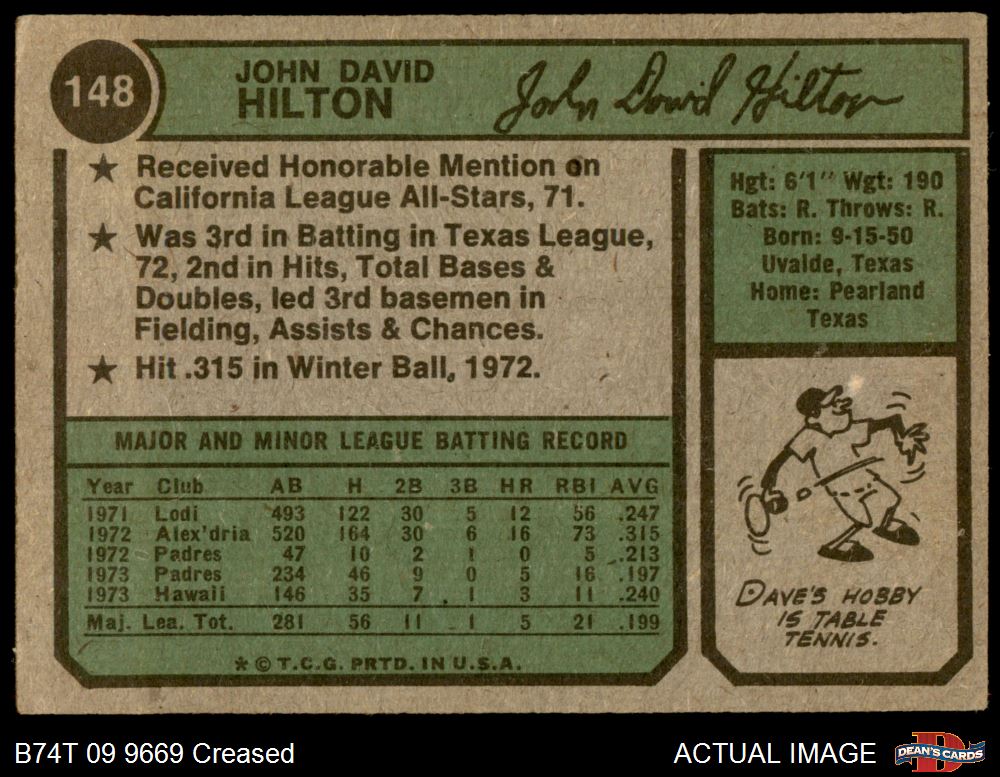 148
JOHN DAVID
HILTON
John David Hilton
★ Received Honorable Mention on
California League All-Stars, 71.
★ Was 3rd in Batting in Texas League,
72, 2nd in Hits, Total Bases &
Doubles, led 3rd basemen in
Fielding, Assists & Chances.
★ Hit .315 in Winter Ball, 1972.
Hgt: 6'1" Wgt: 190
Bats: R. Throws: R.
Born: 9-15-50
Uvalde, Texas
Home: Pearland
Texas
MAJOR AND MINOR LEAGUE BATTING RECORD
Year Club AB H 2B 3B HR RBI AVG
1971 Lodi 493 122 30 5 12 56 .247
1972 Alex'dria 520 164 30 6 16 73 .315
1972 Padres 47 10 2 1 0 5 .213
1973 Padres 234 46 9 0 5 16 .197
1973 Hawaii 146 35 7 1 3 11 .240
Maj. Lea. Tot. 281 56 11 1 5 21 .199
* © T.C.G. PRTD. IN U.S.A.
DAVE'S HOBBY
IS TABLE
TENNIS.
B74T 09 9669 Creased
ACTUAL IMAGE
DEAN'S CARDS